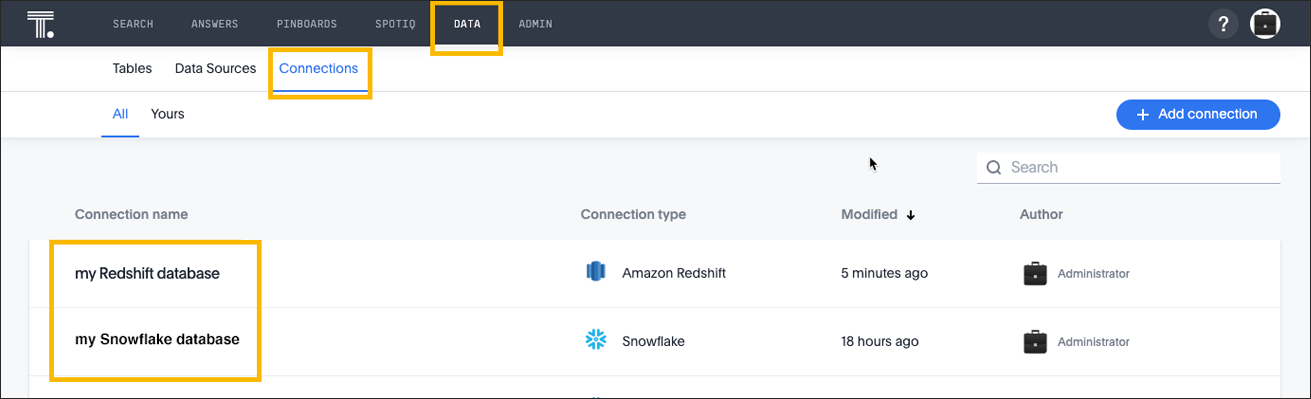 T.
SEARCH ANSWERS PINBOARDS SPOTIQ DATA ADMIN ?
Tables Data Sources Connections
All Yours + Add connection
Search
Connection name Connection type Modified ↓ Author
my Redshift database Amazon Redshift 5 minutes ago Administrator
my Snowflake database Snowflake 18 hours ago Administrator